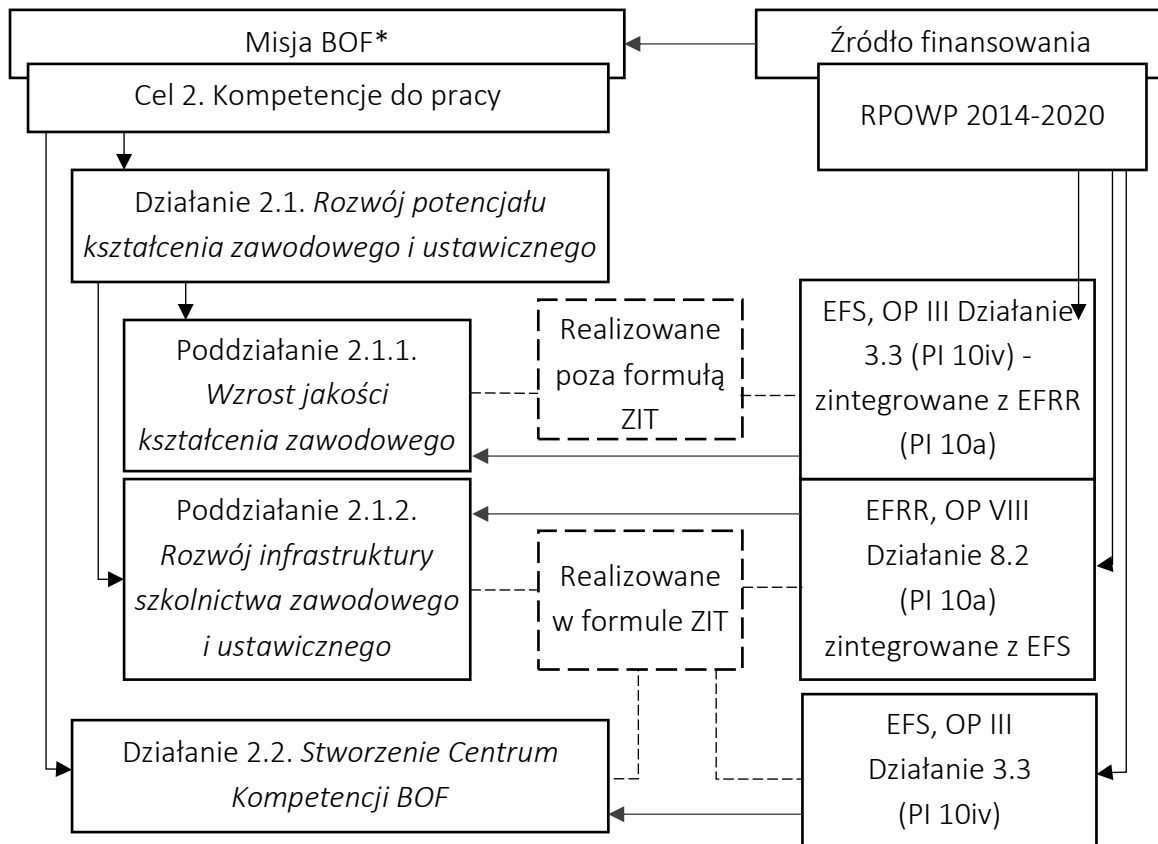 Misja BOF*
Źródło finansowania
Cel 2. Kompetencje do pracy
RPOWP 2014-2020
Działanie 2.1. Rozwój potencjału
kształcenia zawodowego i ustawicznego
Poddziałanie 2.1.1.
Wzrost jakości
kształcenia zawodowego
Realizowane
poza formułą
ZIT
EFS, OP III Działanie
3.3 (PI 10iv) -
zintegrowane z EFRR
(PI 10a)
Poddziałanie 2.1.2.
Rozwój infrastruktury
szkolnictwa zawodowego
i ustawicznego
Realizowane
w formule ZIT
EFRR, OP VIII
Działanie 8.2
(PI 10a)
zintegrowane z EFS
Działanie 2.2. Stworzenie Centrum
Kompetencji BOF
EFS, OP III
Działanie 3.3
(PI 10iv)